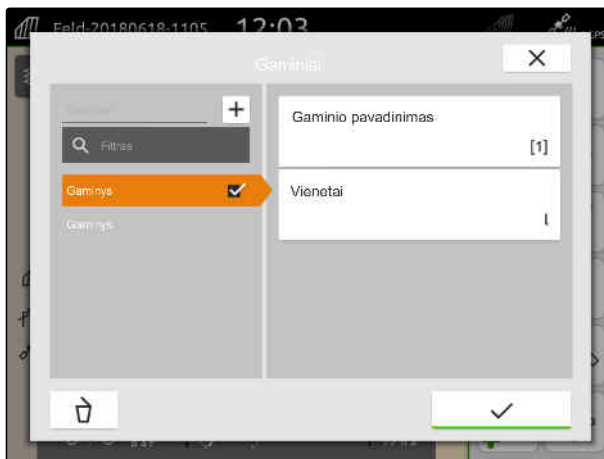 Feld-20180618-1105 12:03
Gaminiai
Filtras
Gaminys
Gaminys
Gaminio pavadinimas
[1]
Vienetai
l